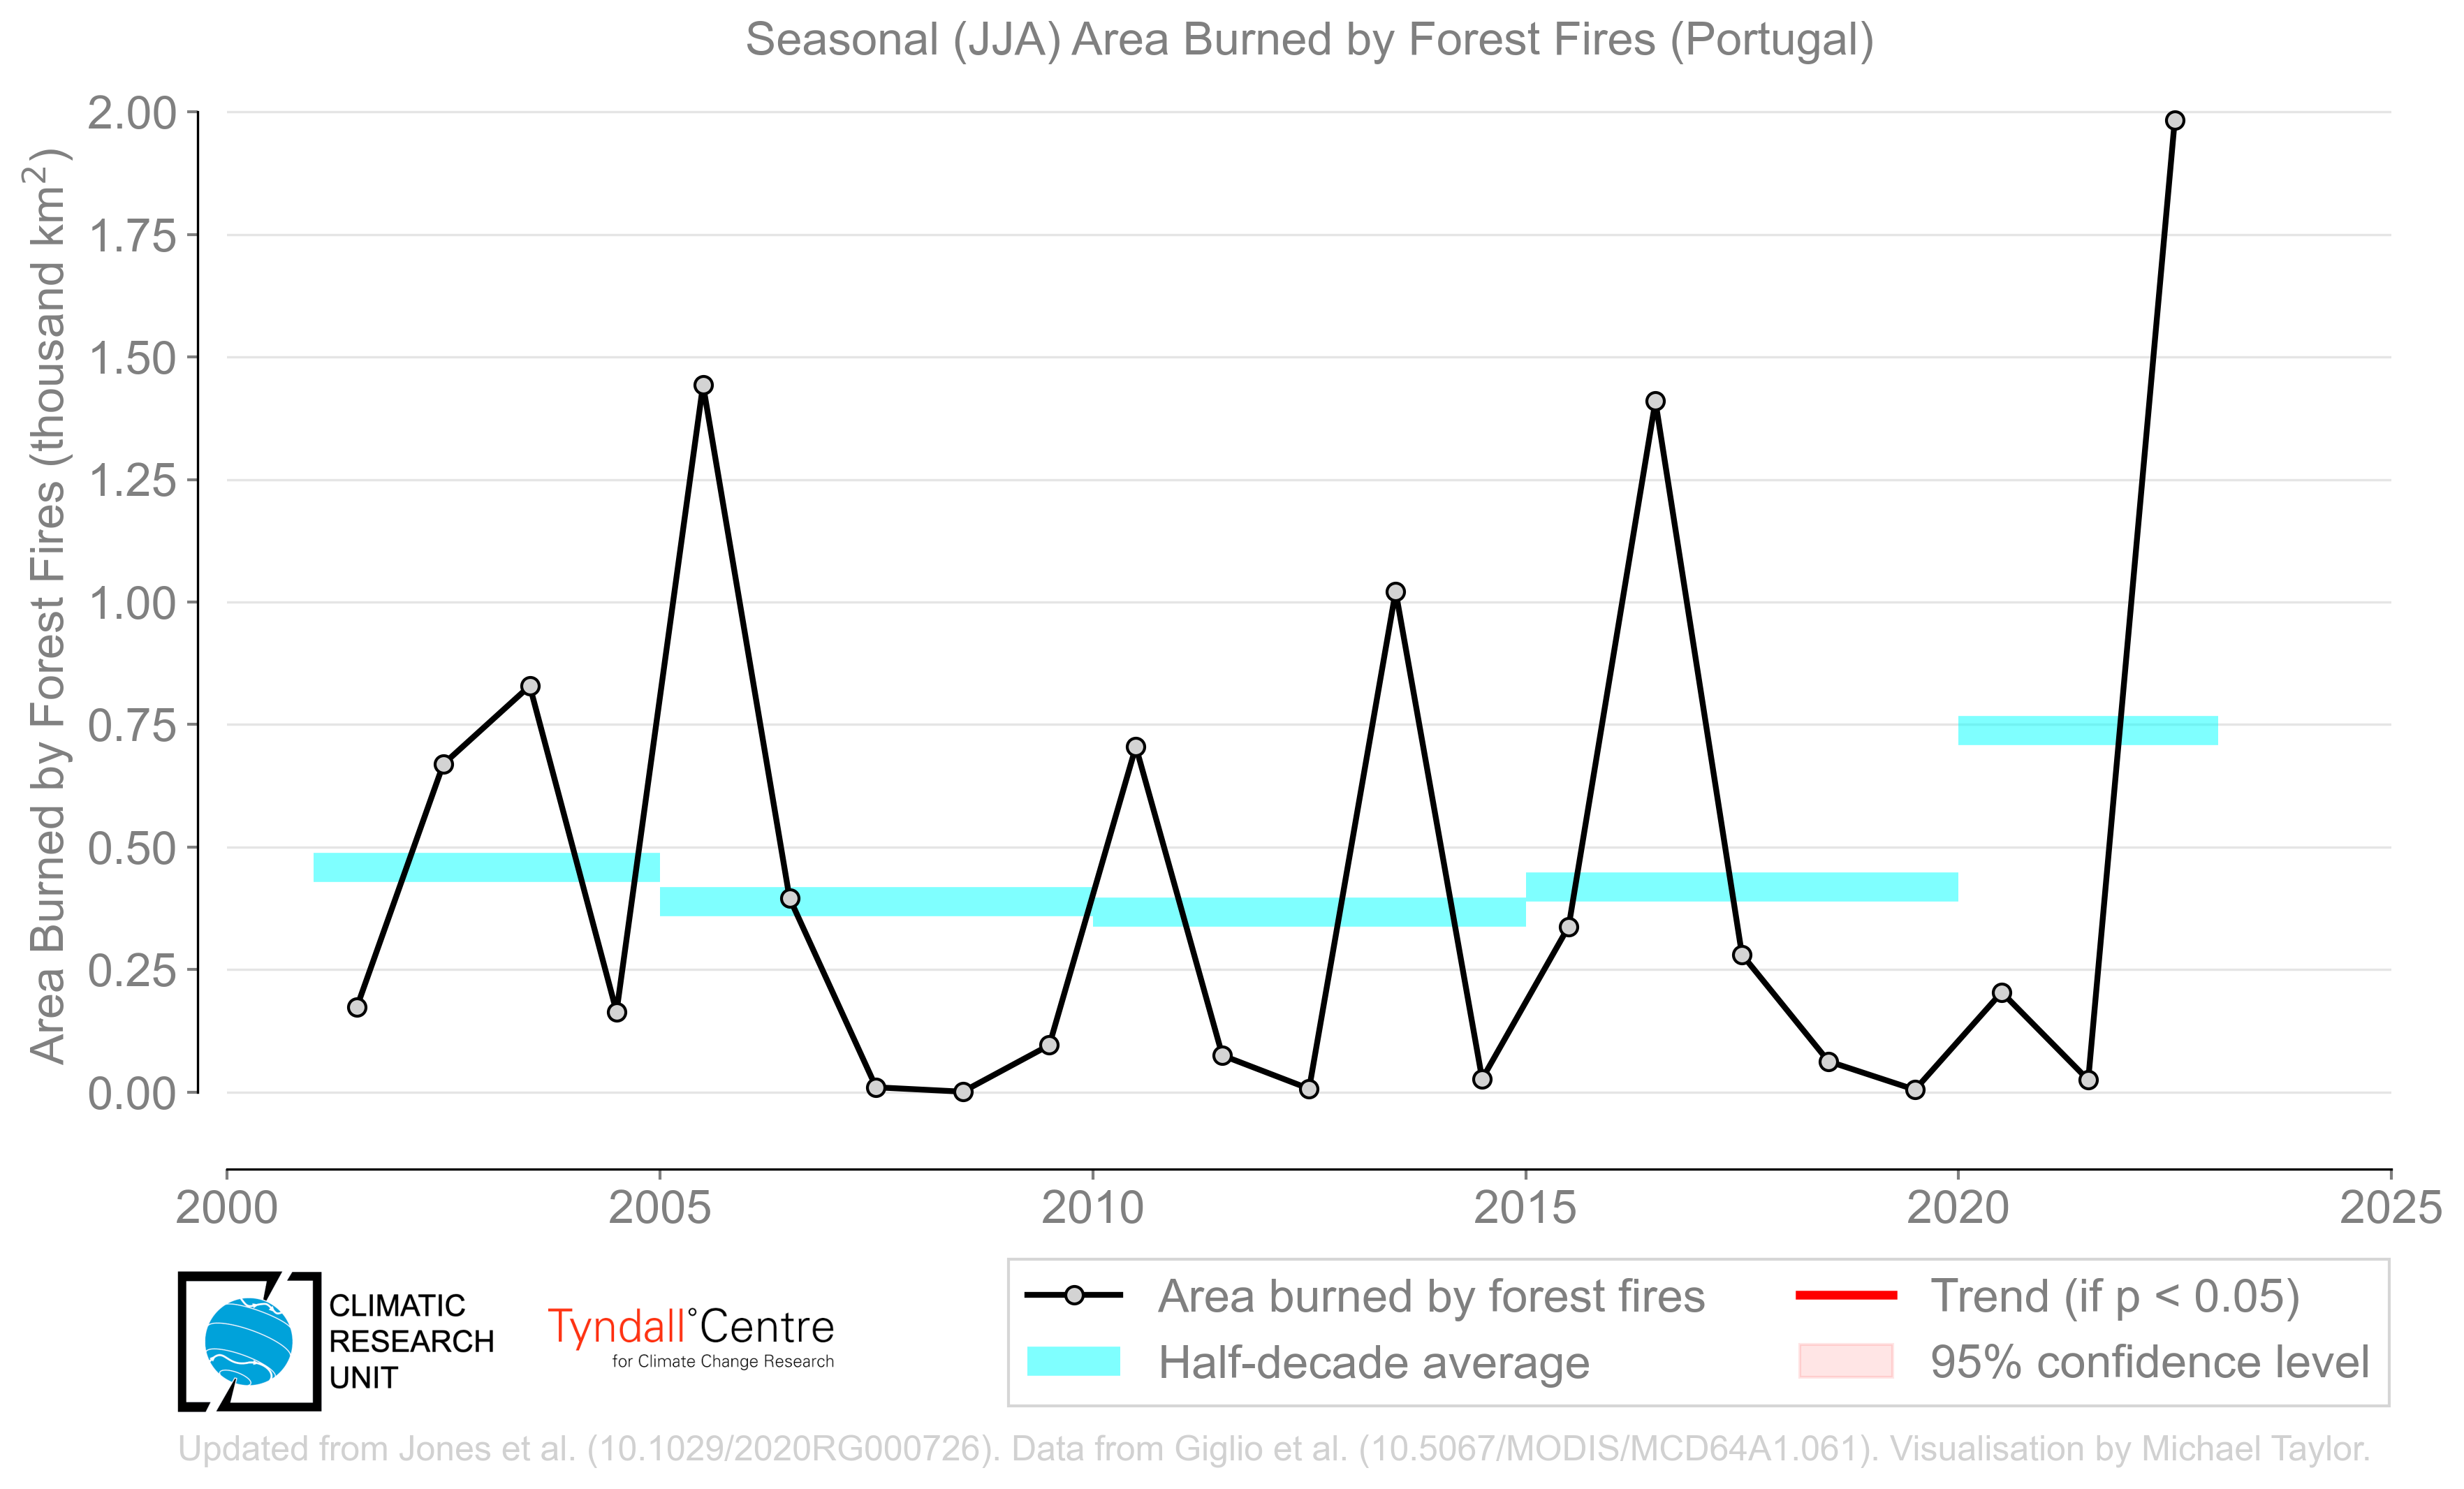 Seasonal (JJA) Area Burned by Forest Fires (Portugal)
Area Burned by Forest Fires (thousand km²)
2.00
1.75
1.50
1.25
1.00
0.75
0.50
0.25
0.00
2000 2005 2010 2015 2020 2025
CLIMATIC
RESEARCH
UNIT
Tyndall°Centre
for Climate Change Research
Area burned by forest fires
Half-decade average
Trend (if p < 0.05)
95% confidence level
Updated from Jones et al. (10.1029/2020RG000726). Data from Giglio et al. (10.5067/MODIS/MCD64A1.061). Visualisation by Michael Taylor.